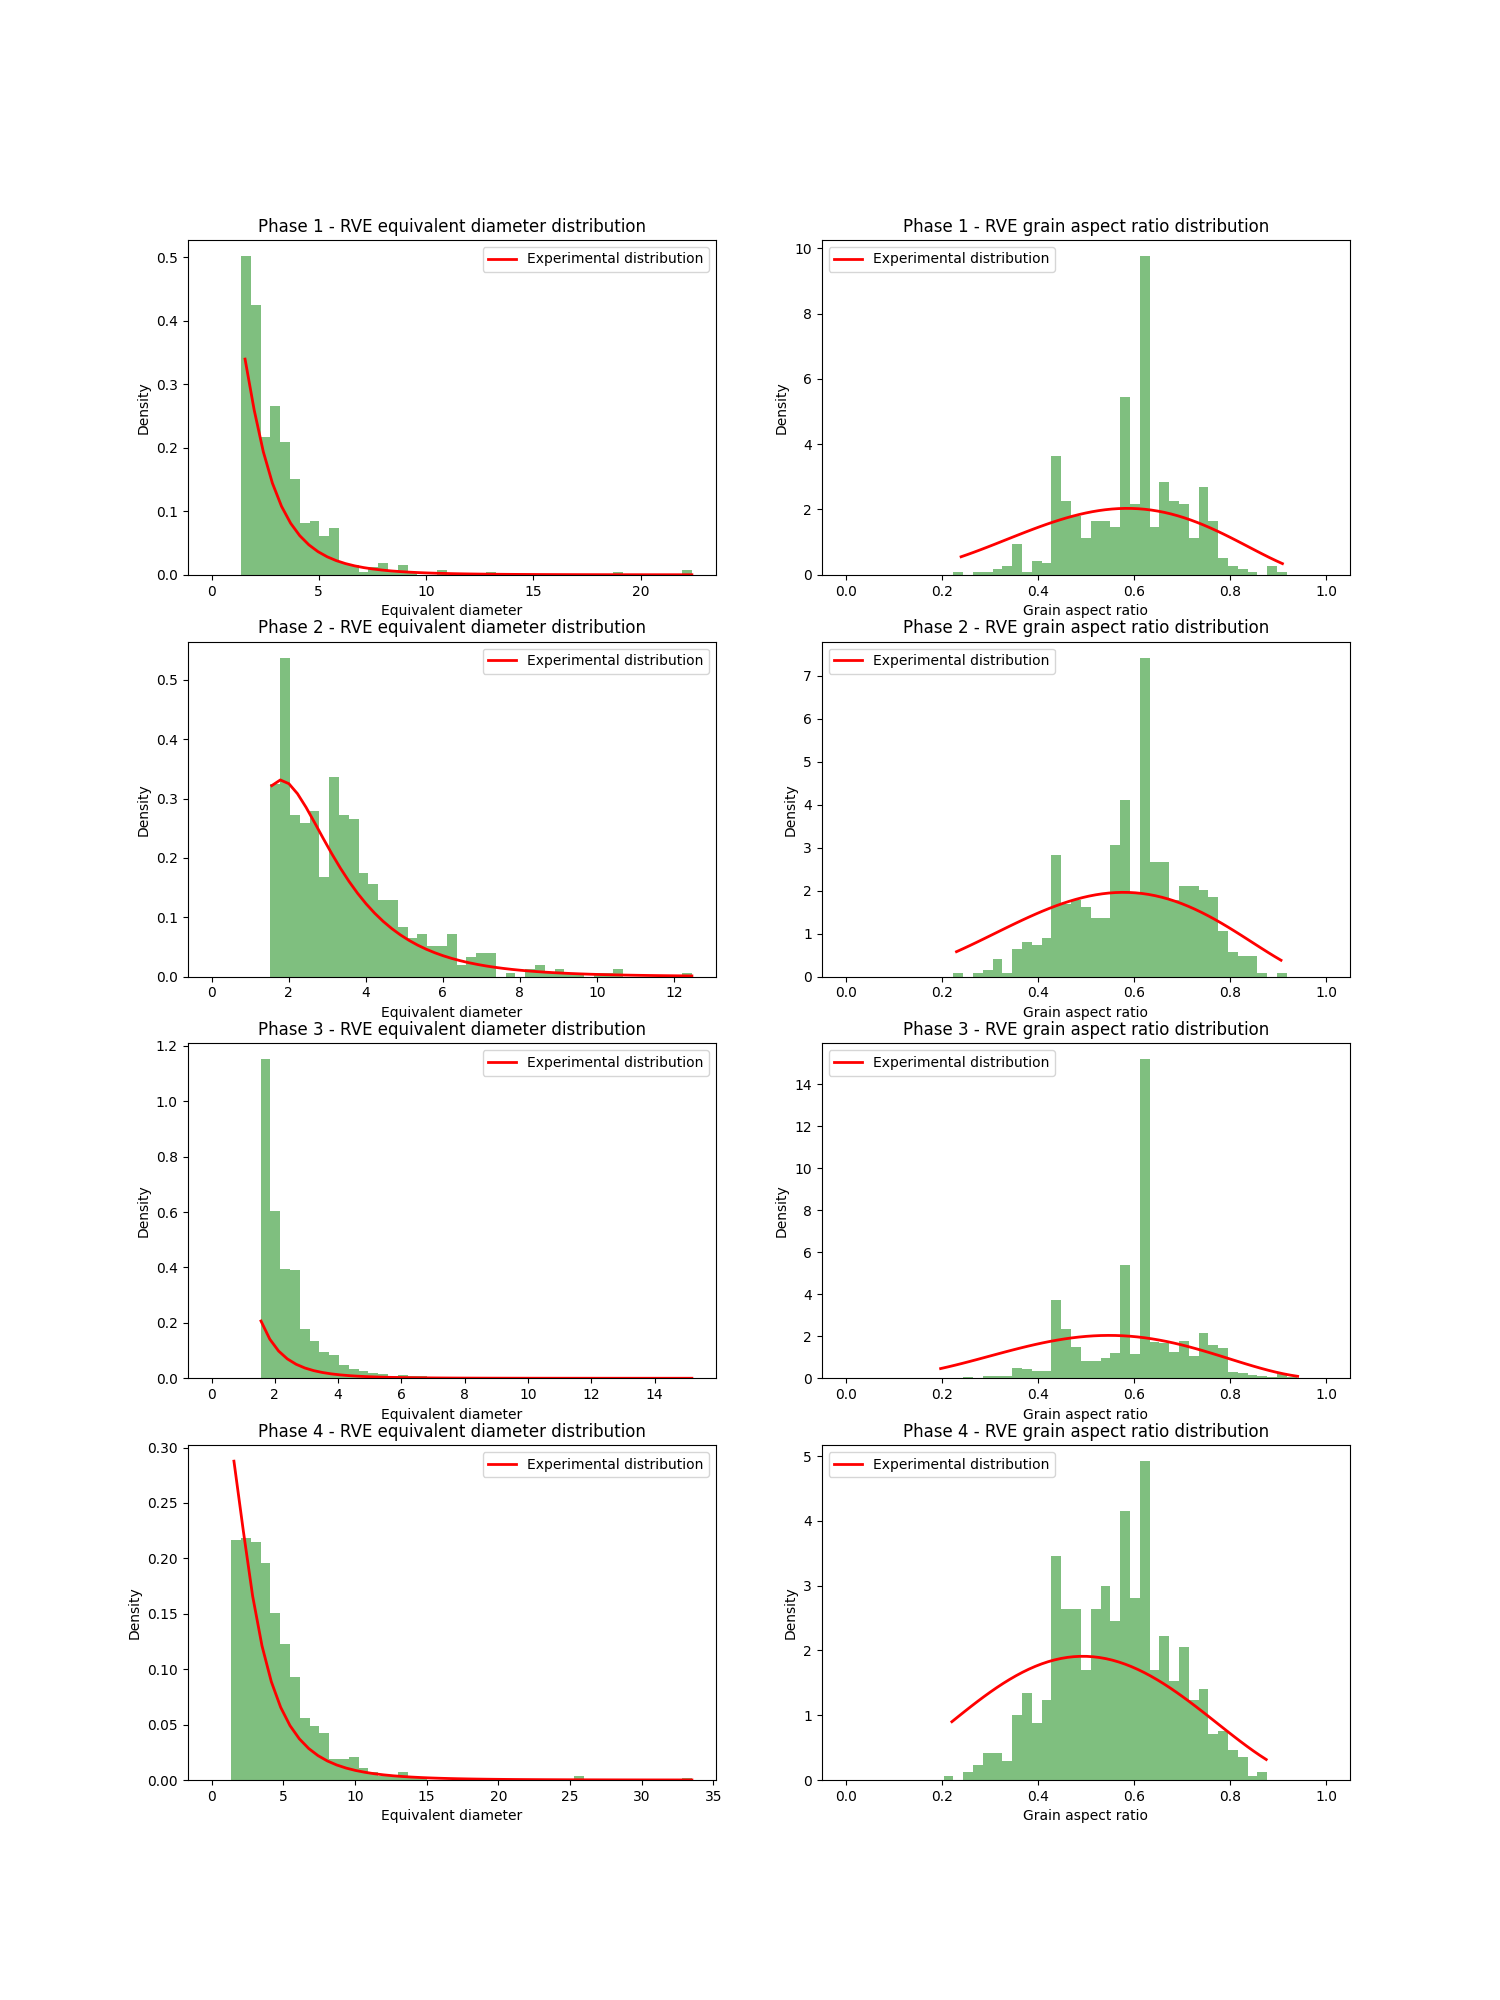 Phase 1 - RVE equivalent diameter distribution
Experimental distribution
0.5
0.4
0.3
0.2
0.1
0.0
Density
0 5 10 15 20
Equivalent diameter
Phase 1 - RVE grain aspect ratio distribution
Experimental distribution
10
8
6
4
2
0
Density
0.0 0.2 0.4 0.6 0.8 1.0
Grain aspect ratio
Phase 2 - RVE equivalent diameter distribution
Experimental distribution
0.5
0.4
0.3
0.2
0.1
0.0
Density
0 2 4 6 8 10 12
Equivalent diameter
Phase 2 - RVE grain aspect ratio distribution
Experimental distribution
7
6
5
4
3
2
1
0
Density
0.0 0.2 0.4 0.6 0.8 1.0
Grain aspect ratio
Phase 3 - RVE equivalent diameter distribution
Experimental distribution
1.2
1.0
0.8
0.6
0.4
0.2
0.0
Density
0 2 4 6 8 10 12 14
Equivalent diameter
Phase 3 - RVE grain aspect ratio distribution
Experimental distribution
14
12
10
8
6
4
2
0
Density
0.0 0.2 0.4 0.6 0.8 1.0
Grain aspect ratio
Phase 4 - RVE equivalent diameter distribution
Experimental distribution
0.30
0.25
0.20
0.15
0.10
0.05
0.00
Density
0 5 10 15 20 25 30 35
Equivalent diameter
Phase 4 - RVE grain aspect ratio distribution
Experimental distribution
5
4
3
2
1
0
Density
0.0 0.2 0.4 0.6 0.8 1.0
Grain aspect ratio